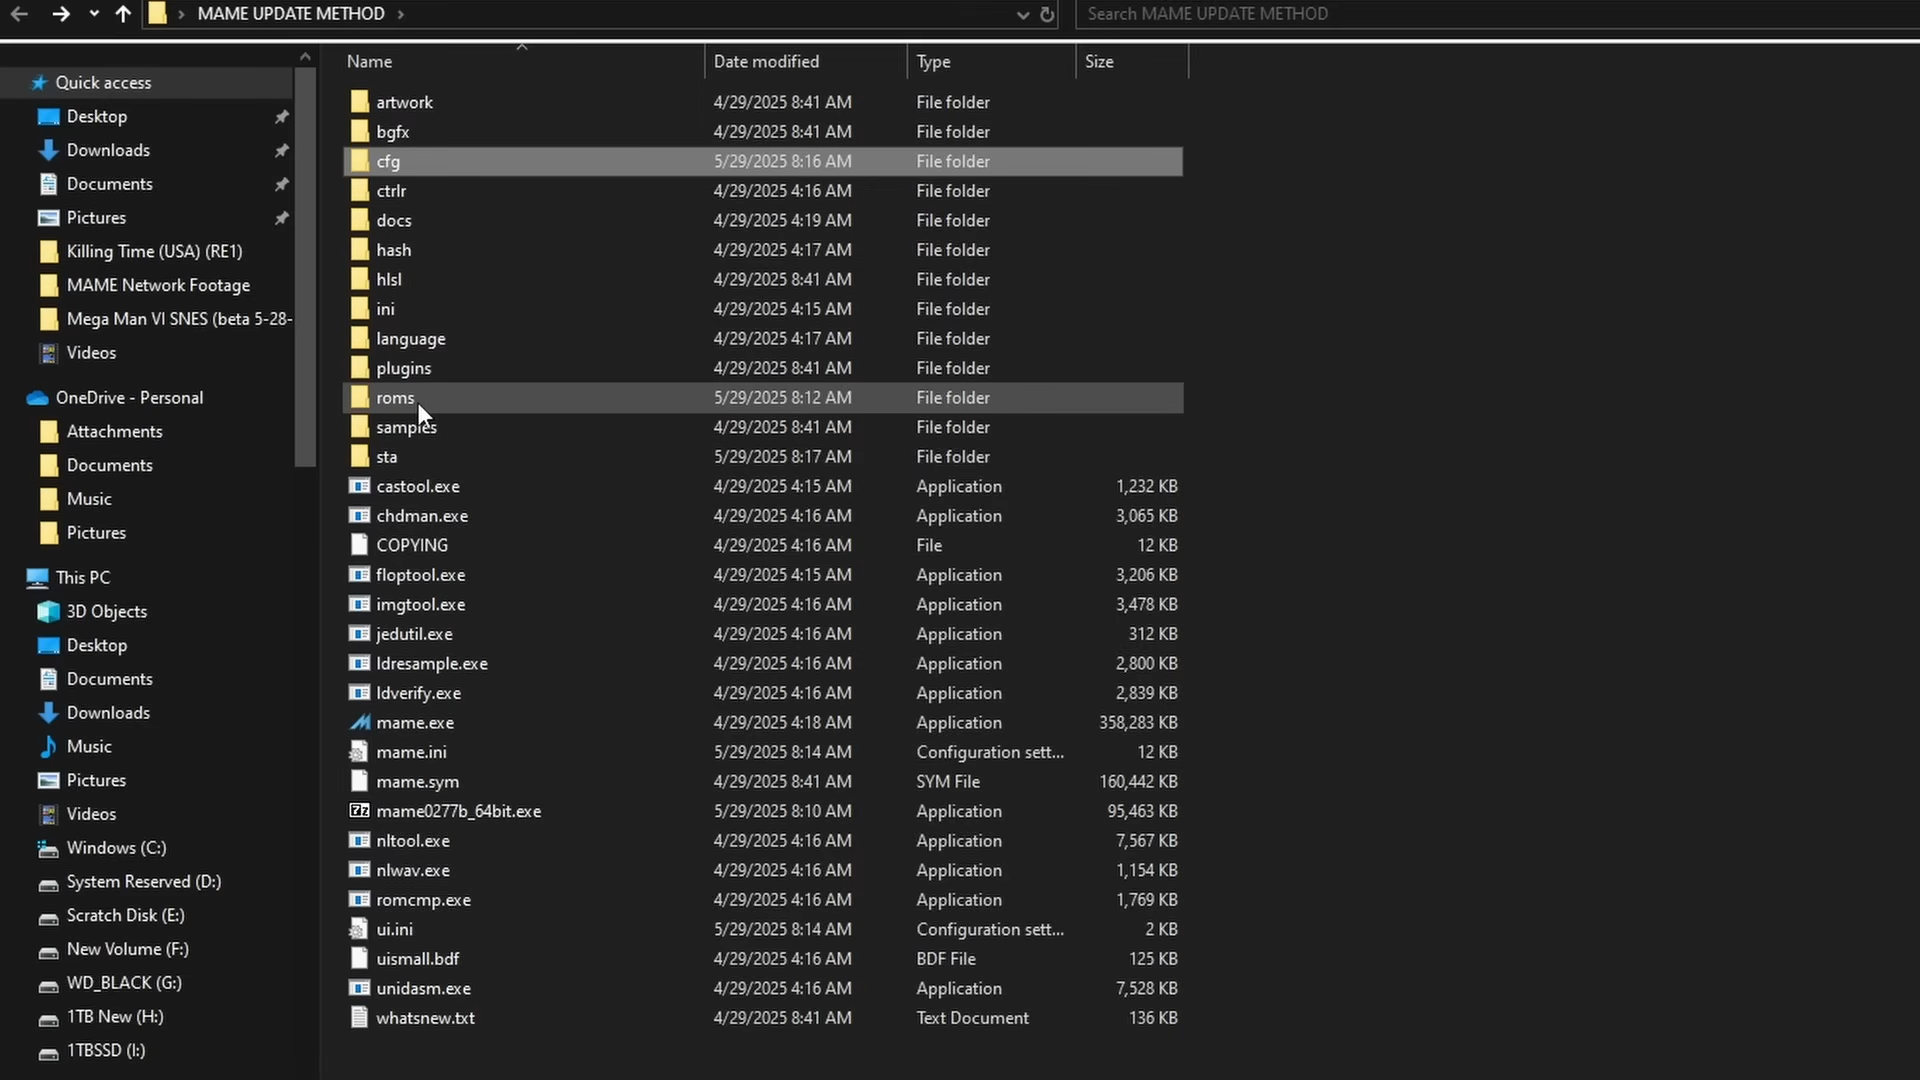 MAME UPDATE METHOD
Search MAME UPDATE METHOD
Quick access
Desktop
Downloads
Documents
Pictures
Killing Time (USA) (RE1)
MAME Network Footage
Mega Man VI SNES (beta 5-28-
Videos
OneDrive - Personal
Attachments
Documents
Music
Pictures
This PC
3D Objects
Desktop
Documents
Downloads
Music
Pictures
Videos
Windows (C:)
System Reserved (D:)
Scratch Disk (E:)
New Volume (F:)
WD_BLACK (G:)
1TB New (H:)
1TBSSD (I:)
Name Date modified Type Size
artwork 4/29/2025 8:41 AM File folder
bgfx 4/29/2025 8:41 AM File folder
cfg 5/29/2025 8:16 AM File folder
ctrlr 4/29/2025 4:16 AM File folder
docs 4/29/2025 4:19 AM File folder
hash 4/29/2025 4:17 AM File folder
hlsl 4/29/2025 8:41 AM File folder
ini 4/29/2025 4:15 AM File folder
language 4/29/2025 4:17 AM File folder
plugins 4/29/2025 8:41 AM File folder
roms 5/29/2025 8:12 AM File folder
samples 4/29/2025 8:41 AM File folder
sta 5/29/2025 8:17 AM File folder
castool.exe 4/29/2025 4:15 AM Application 1,232 KB
chdman.exe 4/29/2025 4:16 AM Application 3,065 KB
COPYING 4/29/2025 4:16 AM File 12 KB
floptool.exe 4/29/2025 4:15 AM Application 3,206 KB
imgtool.exe 4/29/2025 4:16 AM Application 3,478 KB
jedutil.exe 4/29/2025 4:16 AM Application 312 KB
ldresample.exe 4/29/2025 4:16 AM Application 2,800 KB
ldverify.exe 4/29/2025 4:16 AM Application 2,839 KB
mame.exe 4/29/2025 4:18 AM Application 358,283 KB
mame.ini 5/29/2025 8:14 AM Configuration sett... 12 KB
mame.sym 4/29/2025 8:41 AM SYM File 160,442 KB
mame0277b_64bit.exe 5/29/2025 8:10 AM Application 95,463 KB
nltool.exe 4/29/2025 4:16 AM Application 7,567 KB
nlwav.exe 4/29/2025 4:16 AM Application 1,154 KB
romcmp.exe 4/29/2025 4:16 AM Application 1,769 KB
ui.ini 5/29/2025 8:14 AM Configuration sett... 2 KB
uismall.bdf 4/29/2025 4:16 AM BDF File 125 KB
unidasm.exe 4/29/2025 4:16 AM Application 7,528 KB
whatsnew.txt 4/29/2025 8:41 AM Text Document 136 KB